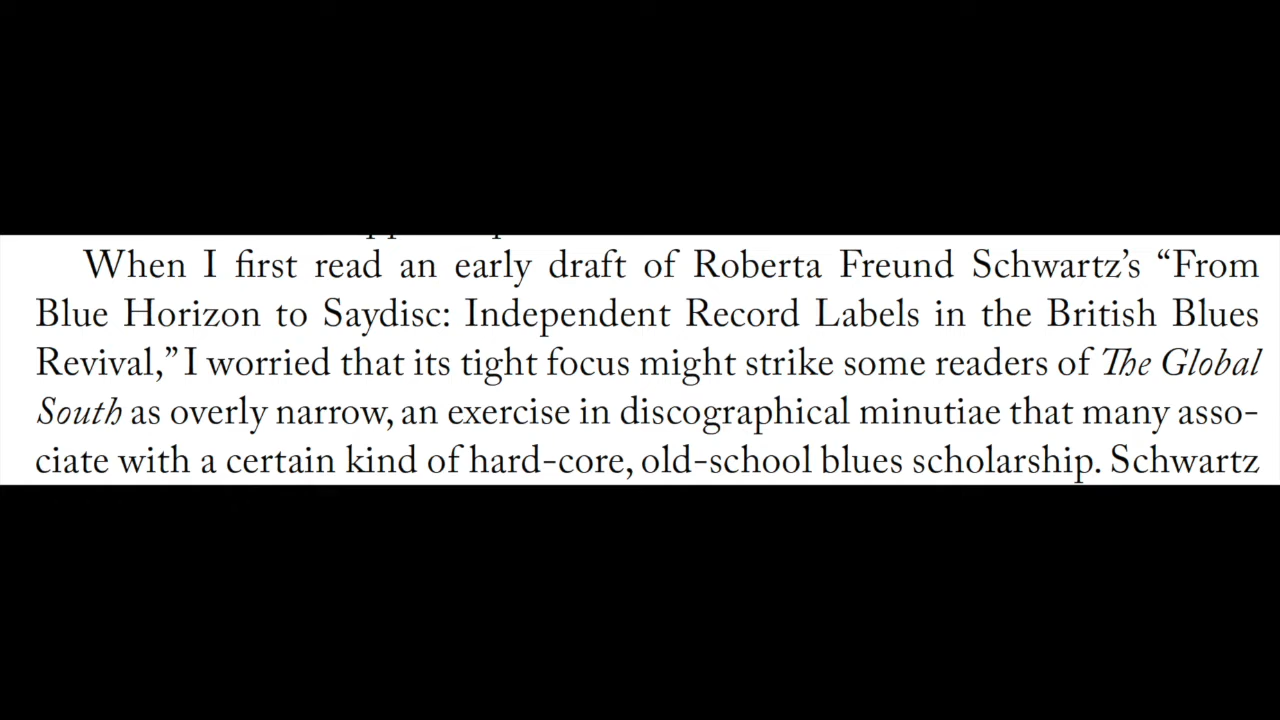 When I first read an early draft of Roberta Freund Schwartz’s “From
Blue Horizon to Saydisc: Independent Record Labels in the British Blues
Revival,” I worried that its tight focus might strike some readers of The Global
South as overly narrow, an exercise in discographical minutiae that many asso-
ciate with a certain kind of hard-core, old-school blues scholarship. Schwartz